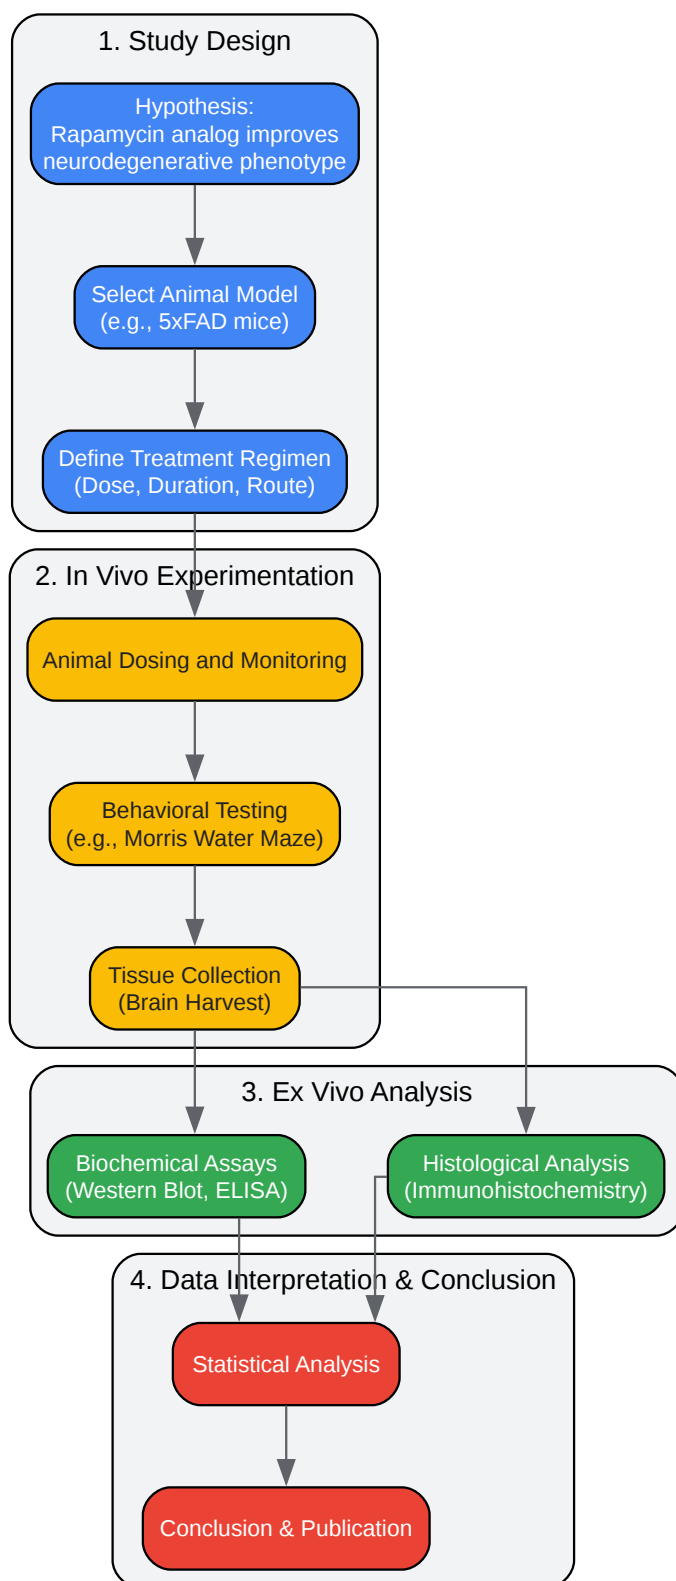 1. Study Design
Hypothesis:
Rapamycin analog improves
neurodegenerative phenotype
Select Animal Model
(e.g., 5xFAD mice)
Define Treatment Regimen
(Dose, Duration, Route)
2. In Vivo Experimentation
Animal Dosing and Monitoring
Behavioral Testing
(e.g., Morris Water Maze)
Tissue Collection
(Brain Harvest)
3. Ex Vivo Analysis
Biochemical Assays
(Western Blot, ELISA)
Histological Analysis
(Immunohistochemistry)
4. Data Interpretation & Conclusion
Statistical Analysis
Conclusion & Publication